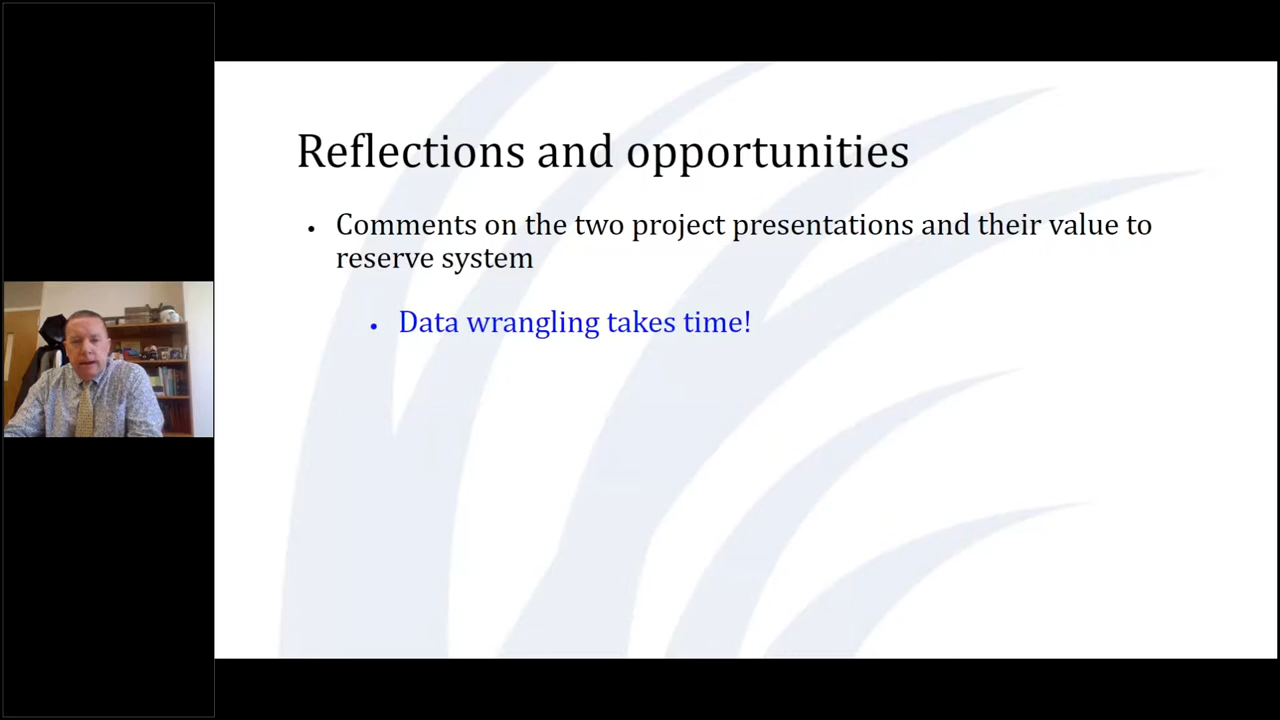 Reflections and opportunities
• Comments on the two project presentations and their value to
reserve system
• Data wrangling takes time!